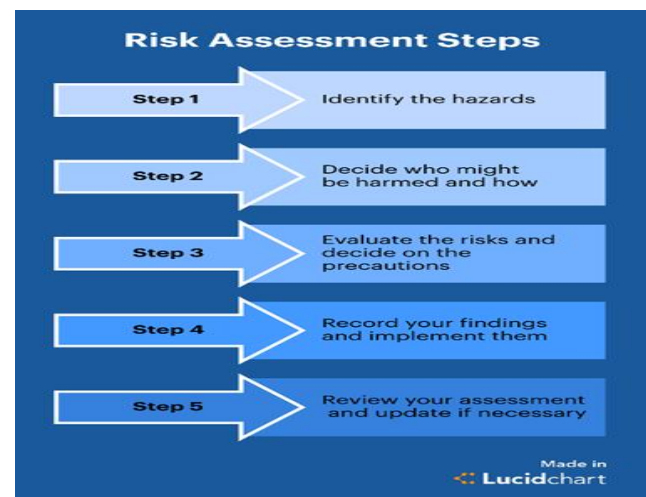 Risk Assessment Steps
Step 1
Identify the hazards
Step 2
Decide who might
be harmed and how
Step 3
Evaluate the risks and
decide on the
precautions
Step 4
Record your findings
and implement them
Step 5
Review your assessment
and update if necessary
Made in
Lucidchart